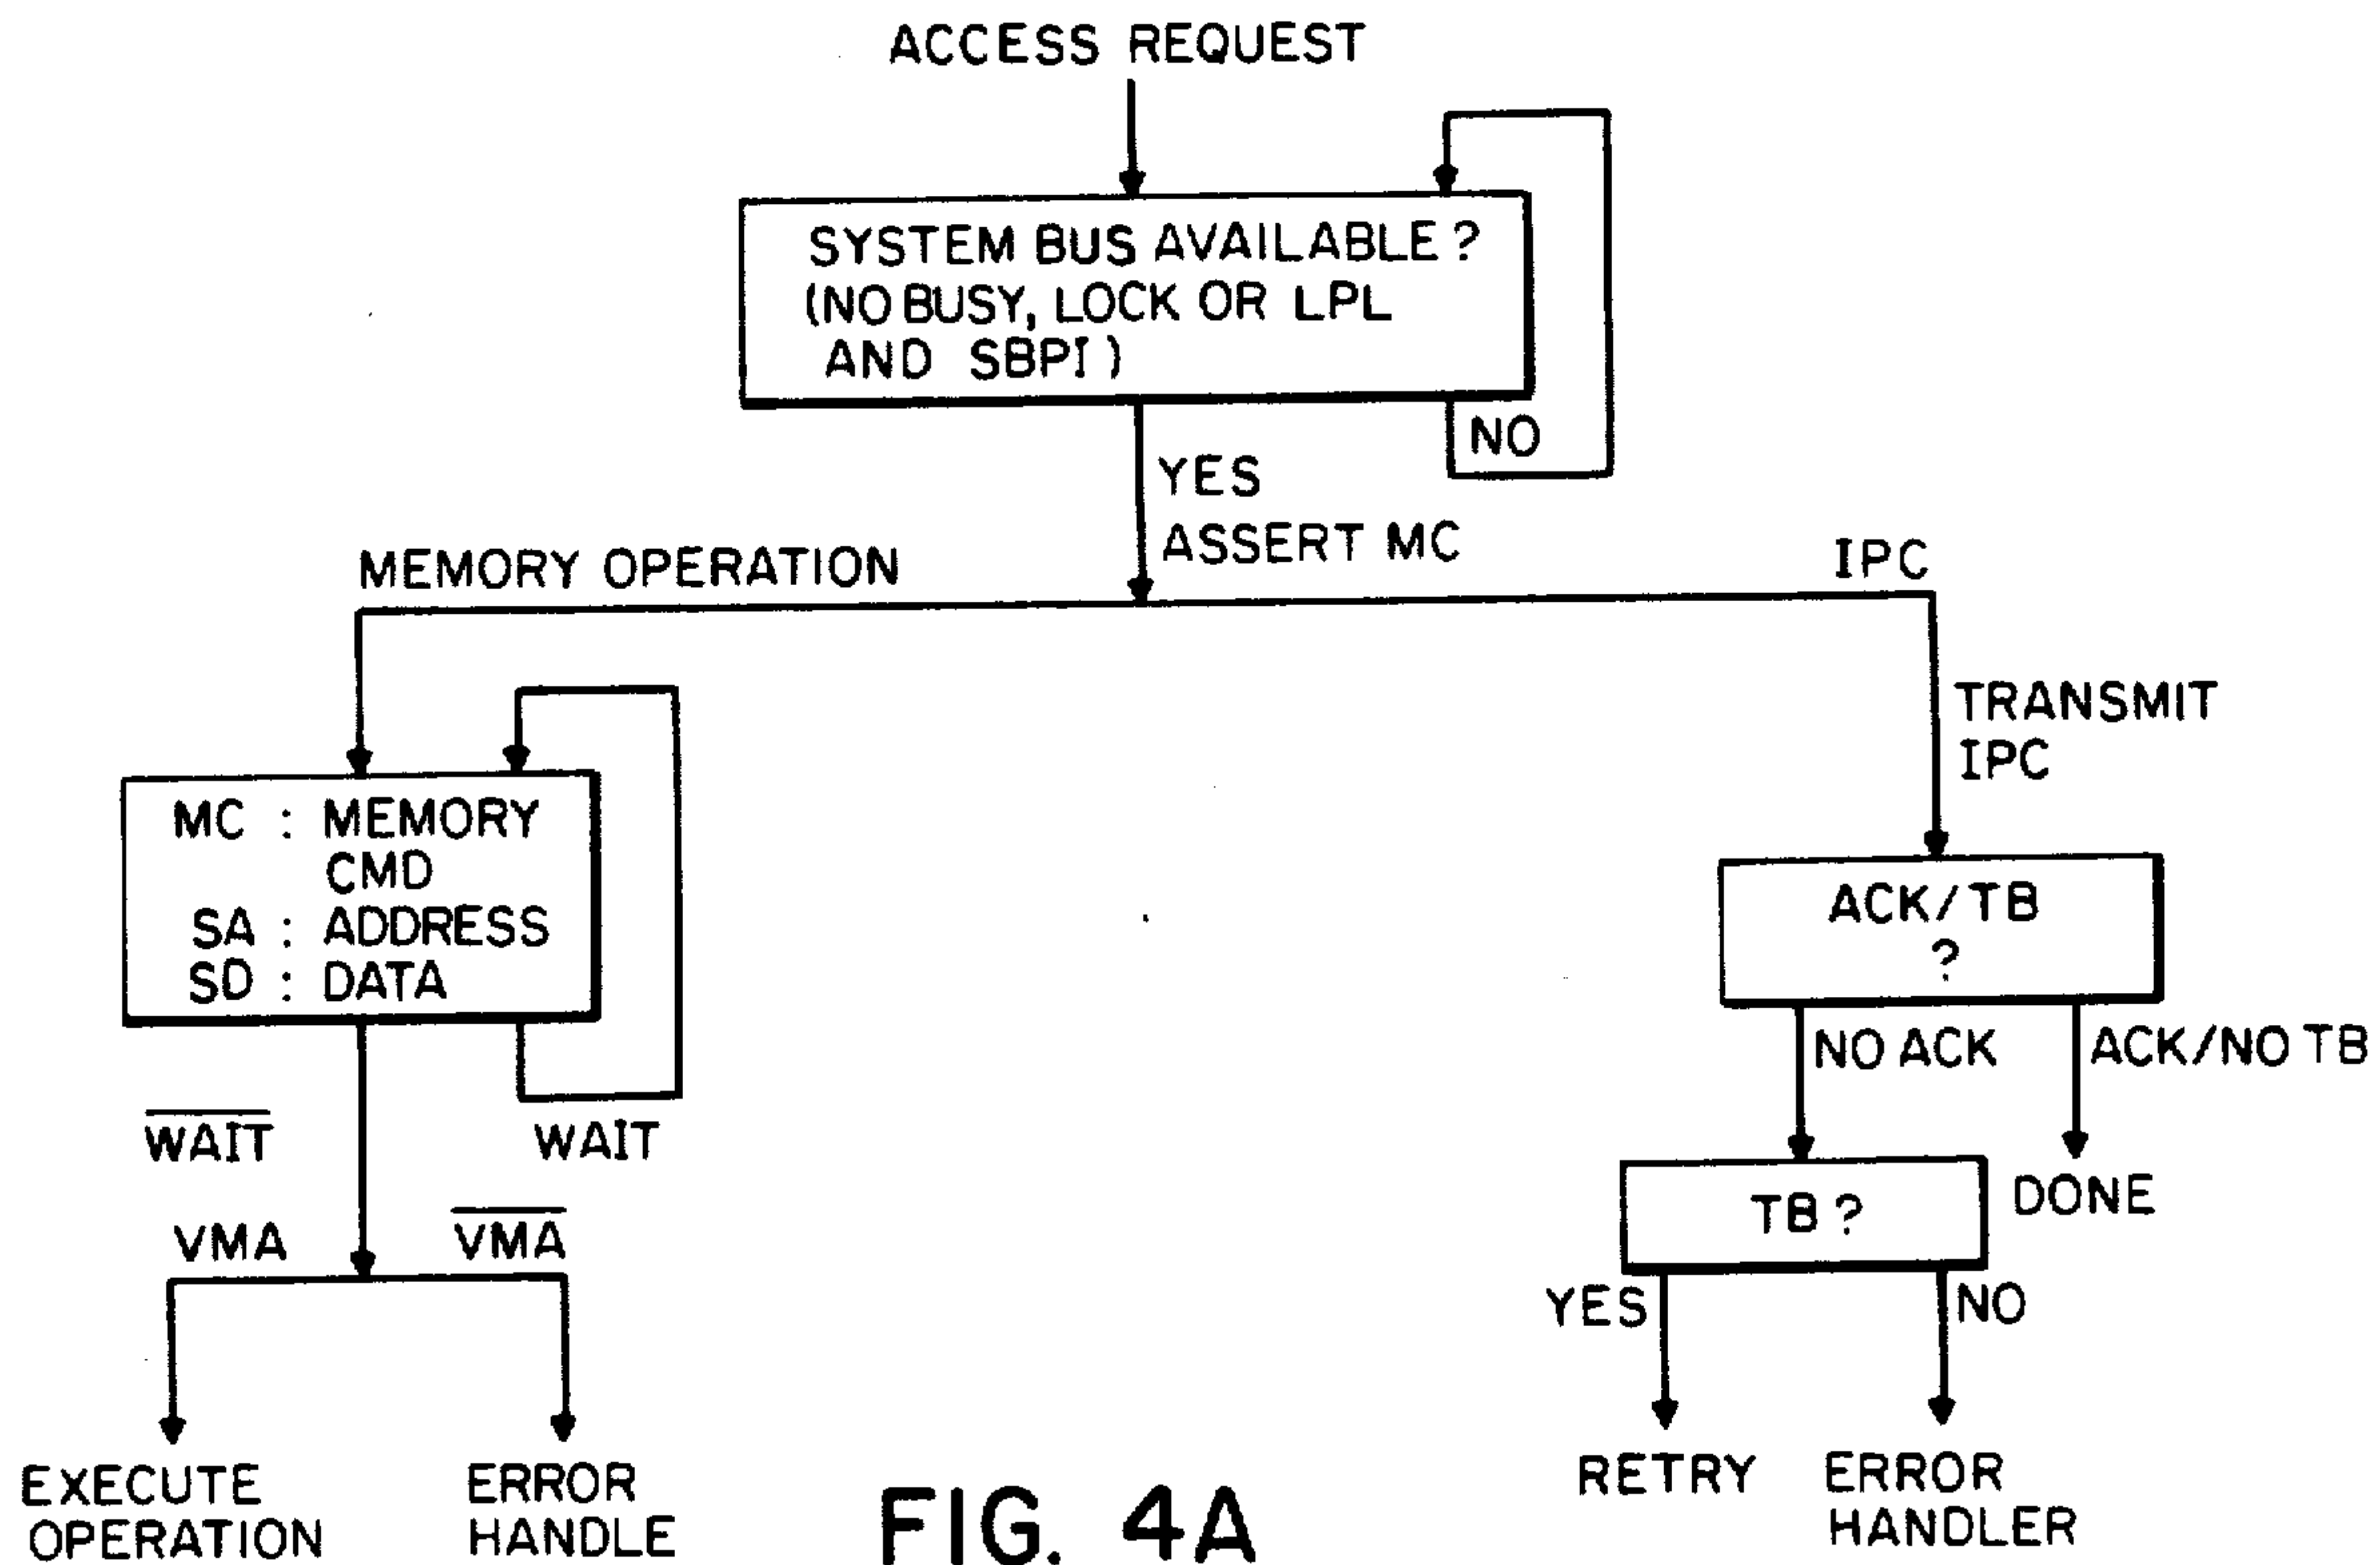 ACCESS REQUEST
SYSTEM BUS AVAILABLE ?
(NO BUSY, LOCK OR LPL
AND SBPI)
NO
YES
ASSERT MC
MEMORY OPERATION
IPC
TRANSMIT
IPC
MC : MEMORY
CMD
SA : ADDRESS
SD : DATA
ACK/TB
?
NO ACK
ACK/NO TB
W̅A̅I̅T̅
WAIT
TB ?
DONE
VMA
V̅M̅A̅
YES
NO
EXECUTE
OPERATION
ERROR
HANDLE
RETRY
ERROR
HANDLER
FIG. 4A